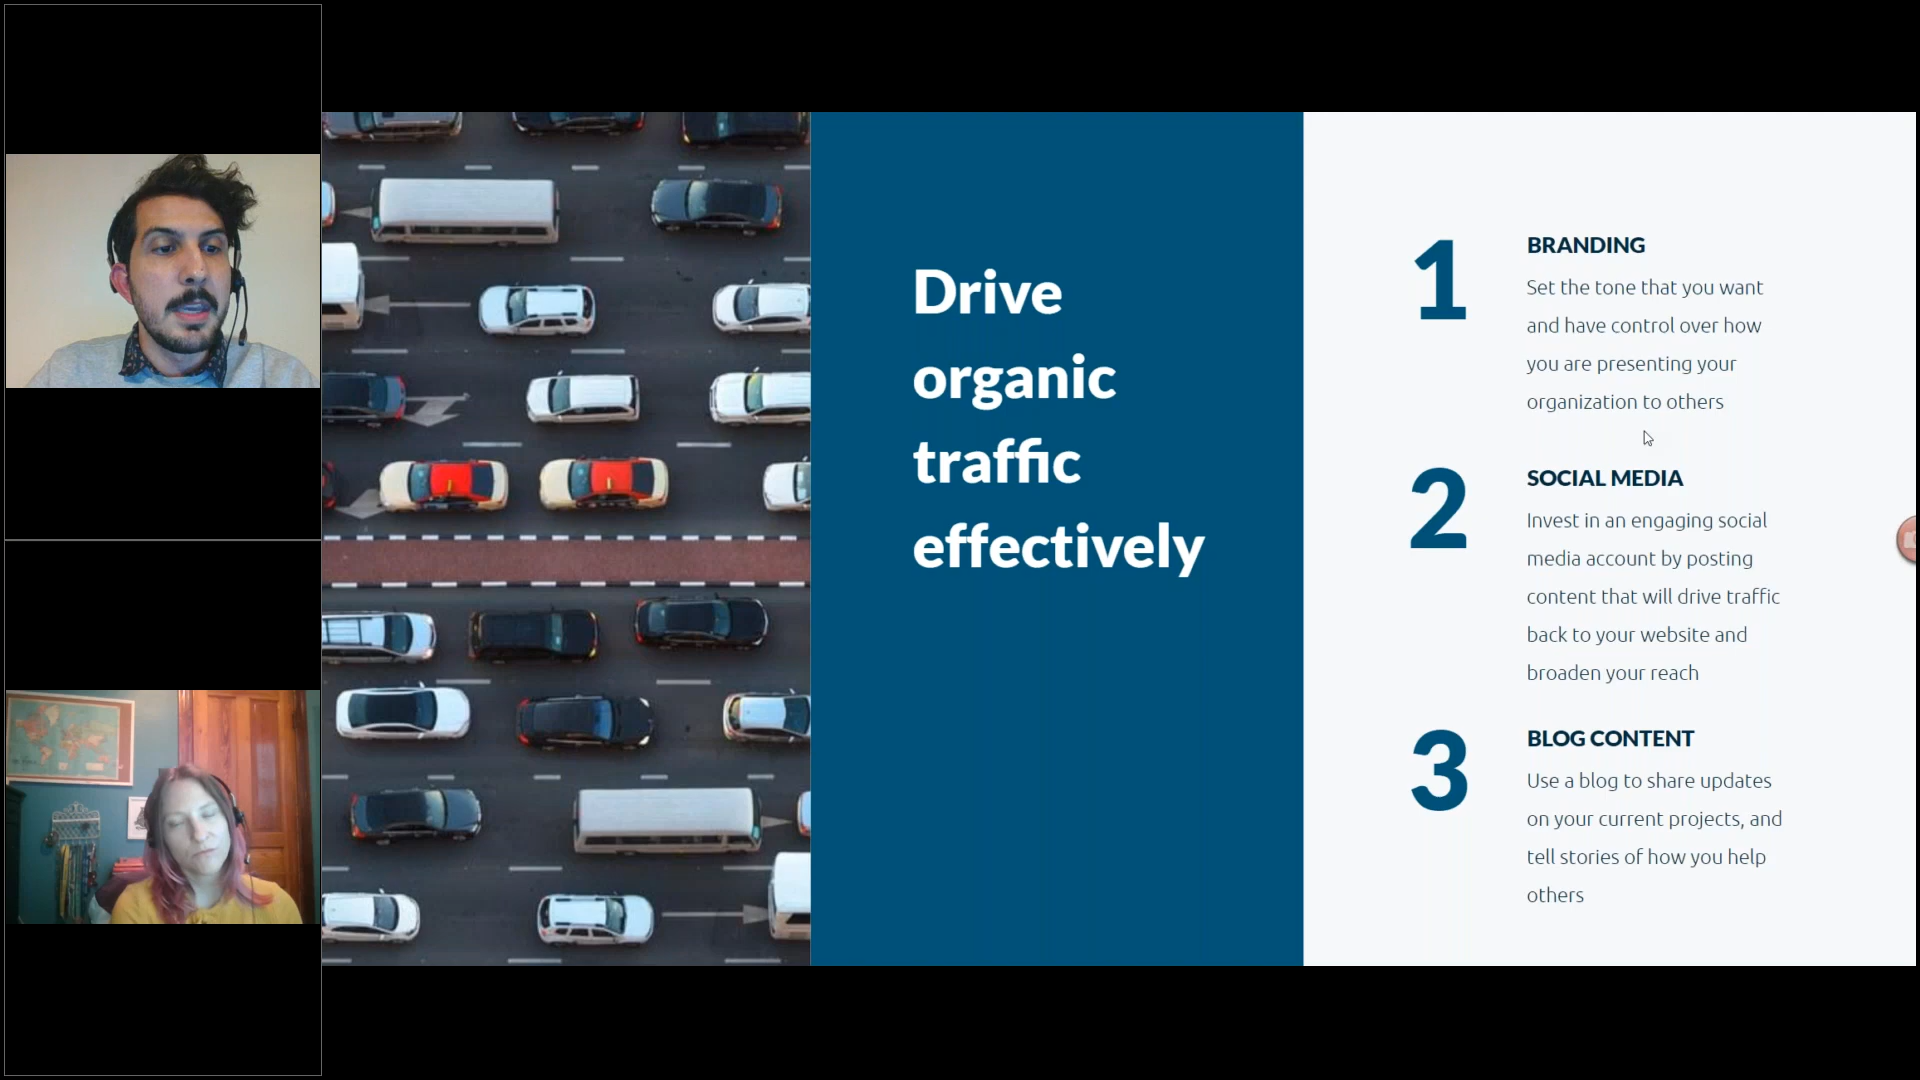 Drive
organic
traffic
effectively
1
BRANDING
Set the tone that you want
and have control over how
you are presenting your
organization to others
2
SOCIAL MEDIA
Invest in an engaging social
media account by posting
content that will drive traffic
back to your website and
broaden your reach
3
BLOG CONTENT
Use a blog to share updates
on your current projects, and
tell stories of how you help
others